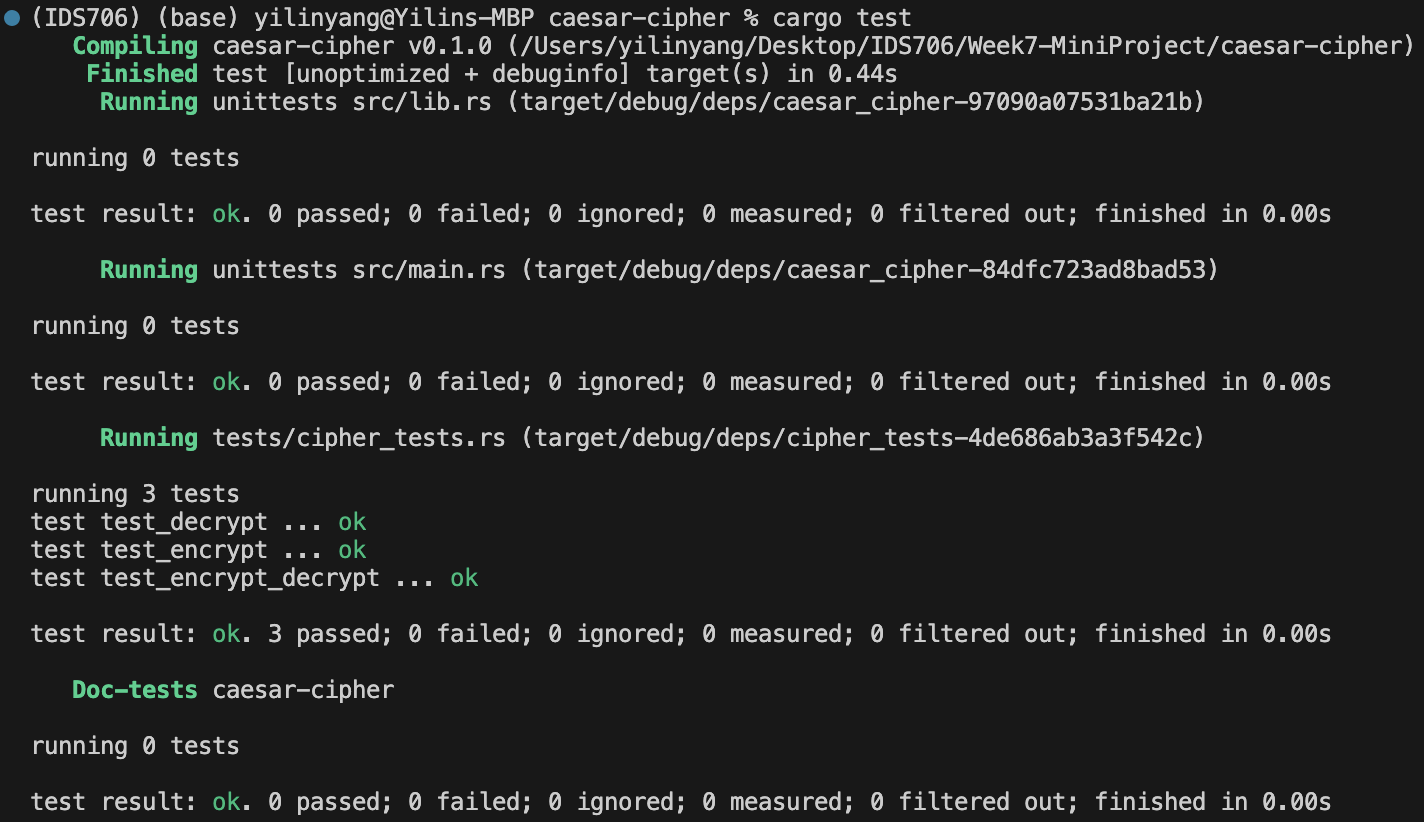 (IDS706) (base) yilinyang@Yilins-MBP caesar-cipher % cargo test
Compiling caesar-cipher v0.1.0 (/Users/yilinyang/Desktop/IDS706/Week7-MiniProject/caesar-cipher)
Finished test [unoptimized + debuginfo] target(s) in 0.44s
Running unittests src/lib.rs (target/debug/deps/caesar_cipher-97090a07531ba21b)
running 0 tests
test result: ok. 0 passed; 0 failed; 0 ignored; 0 measured; 0 filtered out; finished in 0.00s
Running unittests src/main.rs (target/debug/deps/caesar_cipher-84dfc723ad8bad53)
running 0 tests
test result: ok. 0 passed; 0 failed; 0 ignored; 0 measured; 0 filtered out; finished in 0.00s
Running tests/cipher_tests.rs (target/debug/deps/cipher_tests-4de686ab3a3f542c)
running 3 tests
test test_decrypt ... ok
test test_encrypt ... ok
test test_encrypt_decrypt ... ok
test result: ok. 3 passed; 0 failed; 0 ignored; 0 measured; 0 filtered out; finished in 0.00s
Doc-tests caesar-cipher
running 0 tests
test result: ok. 0 passed; 0 failed; 0 ignored; 0 measured; 0 filtered out; finished in 0.00s